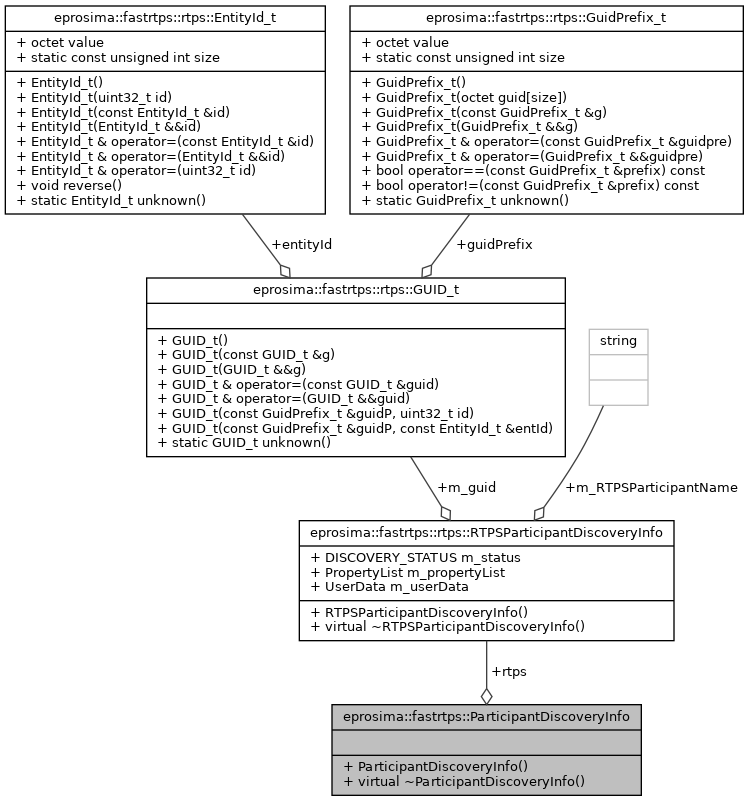 eprosima::fastrtps::rtps::EntityId_t
+ octet value
+ static const unsigned int size
+ EntityId_t()
+ EntityId_t(uint32_t id)
+ EntityId_t(const EntityId_t &id)
+ EntityId_t(EntityId_t &&id)
+ EntityId_t & operator=(const EntityId_t &id)
+ EntityId_t & operator=(EntityId_t &&id)
+ EntityId_t & operator=(uint32_t id)
+ void reverse()
+ static EntityId_t unknown()
eprosima::fastrtps::rtps::GuidPrefix_t
+ octet value
+ static const unsigned int size
+ GuidPrefix_t()
+ GuidPrefix_t(octet guid[size])
+ GuidPrefix_t(const GuidPrefix_t &g)
+ GuidPrefix_t(GuidPrefix_t &&g)
+ GuidPrefix_t & operator=(const GuidPrefix_t &guidpre)
+ GuidPrefix_t & operator=(GuidPrefix_t &&guidpre)
+ bool operator==(const GuidPrefix_t &prefix) const
+ bool operator!=(const GuidPrefix_t &prefix) const
+ static GuidPrefix_t unknown()
+entityId
+guidPrefix
eprosima::fastrtps::rtps::GUID_t
+ GUID_t()
+ GUID_t(const GUID_t &g)
+ GUID_t(GUID_t &&g)
+ GUID_t & operator=(const GUID_t &guid)
+ GUID_t & operator=(GUID_t &&guid)
+ GUID_t(const GuidPrefix_t &guidP, uint32_t id)
+ GUID_t(const GuidPrefix_t &guidP, const EntityId_t &entId)
+ static GUID_t unknown()
string
+m_guid
+m_RTPSParticipantName
eprosima::fastrtps::rtps::RTPSParticipantDiscoveryInfo
+ DISCOVERY_STATUS m_status
+ PropertyList m_propertyList
+ UserData m_userData
+ RTPSParticipantDiscoveryInfo()
+ virtual ~RTPSParticipantDiscoveryInfo()
+rtps
eprosima::fastrtps::ParticipantDiscoveryInfo
+ ParticipantDiscoveryInfo()
+ virtual ~ParticipantDiscoveryInfo()